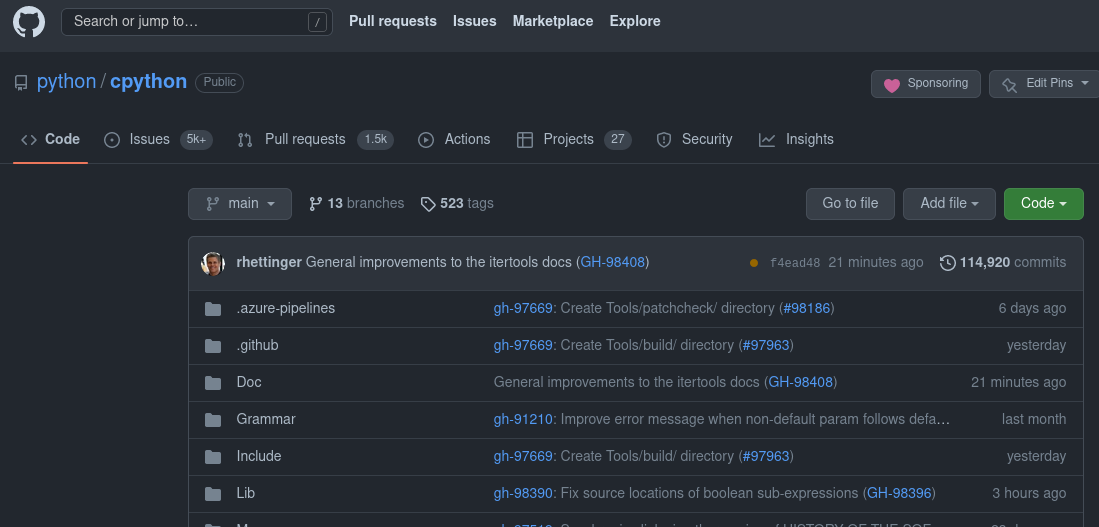 Search or jump to… / Pull requests Issues Marketplace Explore
python / cpython Public Sponsoring Edit Pins
Code Issues 5k+ Pull requests 1.5k Actions Projects 27 Security Insights
main 13 branches 523 tags Go to file Add file Code
rhettinger General improvements to the itertools docs (GH-98408) f4ead48 21 minutes ago 114,920 commits
.azure-pipelines gh-97669: Create Tools/patchcheck/ directory (#98186) 6 days ago
.github gh-97669: Create Tools/build/ directory (#97963) yesterday
Doc General improvements to the itertools docs (GH-98408) 21 minutes ago
Grammar gh-91210: Improve error message when non-default param follows defa… last month
Include gh-97669: Create Tools/build/ directory (#97963) yesterday
Lib gh-98390: Fix source locations of boolean sub-expressions (GH-98396) 3 hours ago